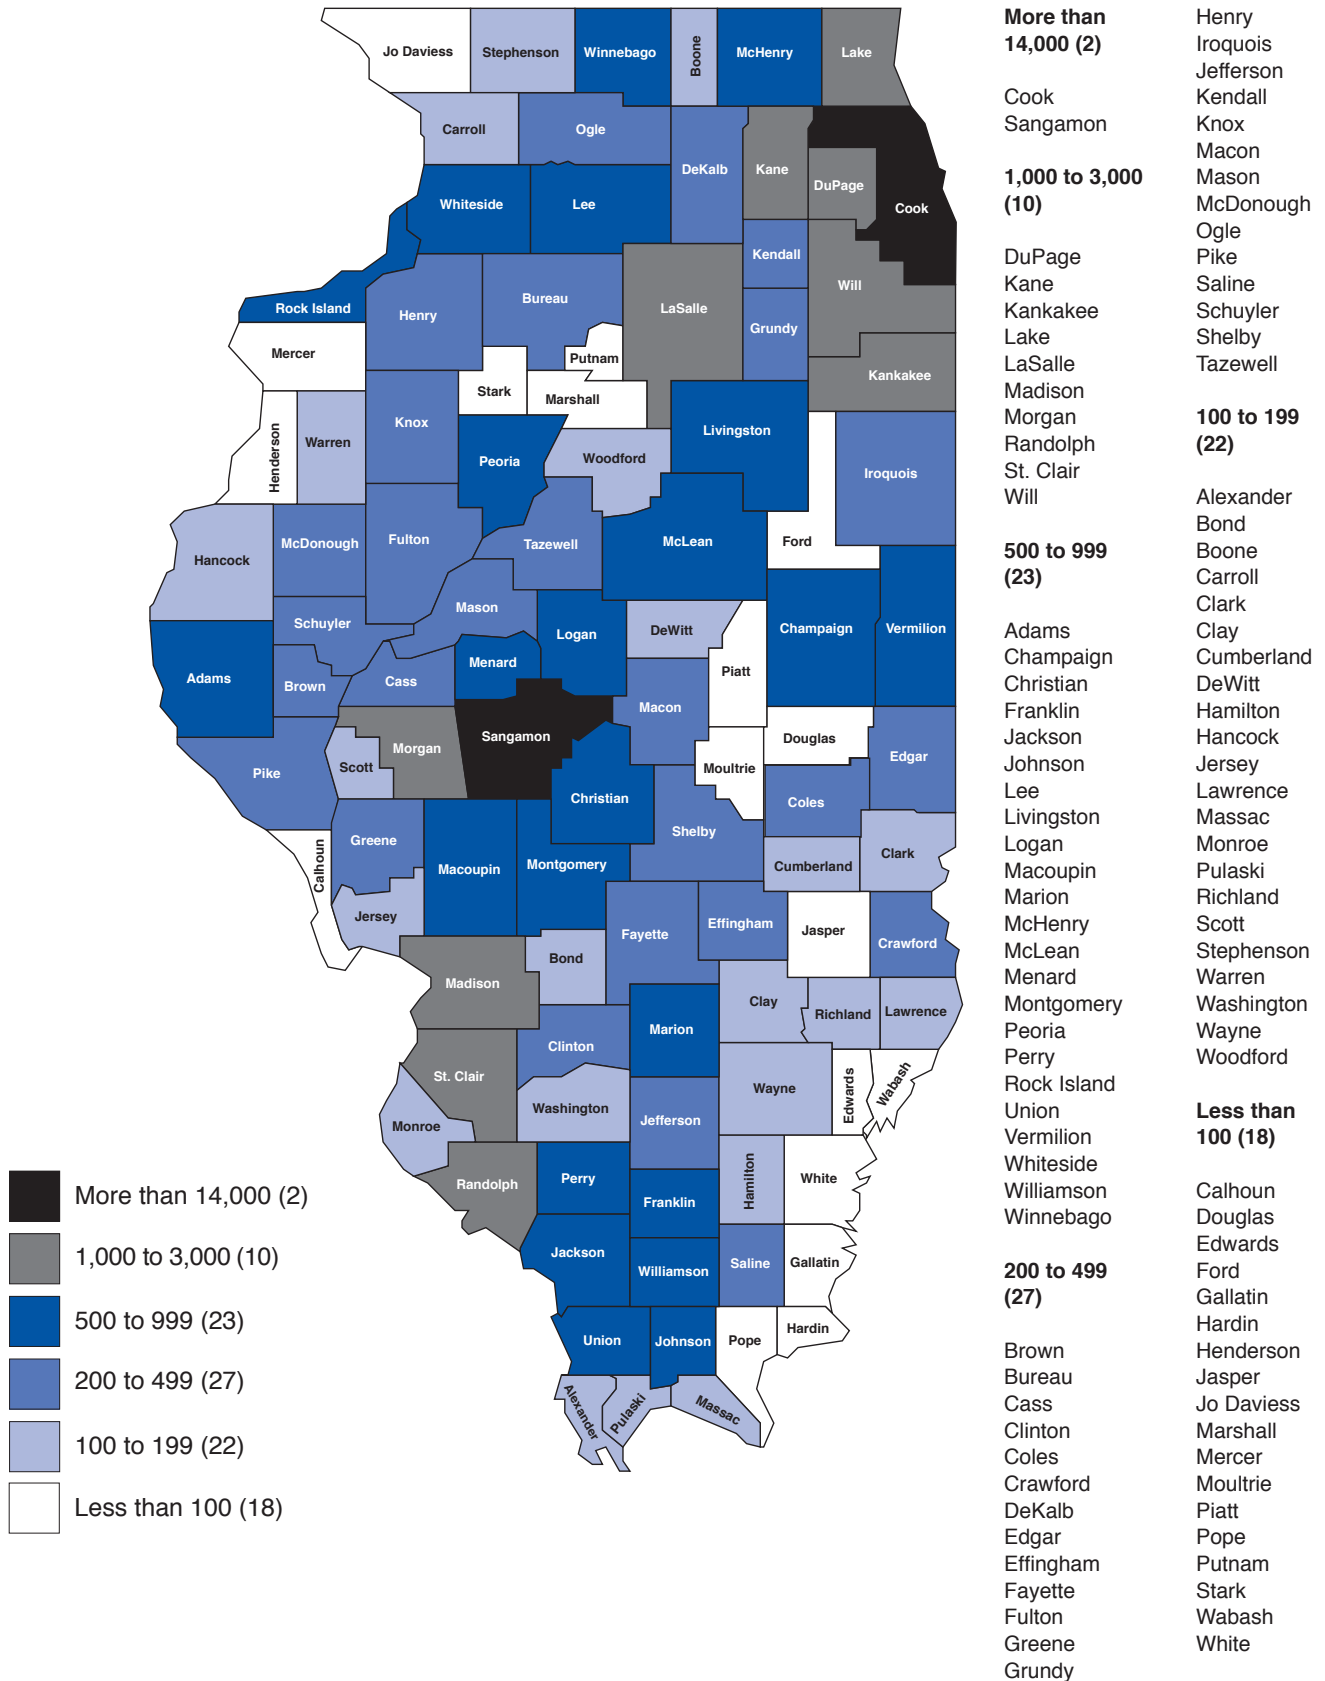 Jo Daviess
Stephenson
Winnebago
Boone
McHenry
Lake
Carroll
Ogle
DeKalb
Kane
DuPage
Cook
Whiteside
Lee
Kendall
Will
Rock Island
Henry
Bureau
LaSalle
Grundy
Mercer
Putnam
Kankakee
Stark
Marshall
Henderson
Warren
Knox
Peoria
Woodford
Livingston
Iroquois
Hancock
McDonough
Fulton
Tazewell
McLean
Ford
Schuyler
Mason
Logan
DeWitt
Champaign
Vermilion
Adams
Brown
Cass
Menard
Piatt
Macon
Pike
Scott
Morgan
Sangamon
Christian
Moultrie
Douglas
Edgar
Coles
Shelby
Calhoun
Greene
Macoupin
Montgomery
Cumberland
Clark
Jersey
Fayette
Effingham
Jasper
Crawford
Madison
Bond
Clay
Richland
Lawrence
Marion
St. Clair
Clinton
Wayne
Edwards
Wabash
Monroe
Washington
Jefferson
Randolph
Perry
Franklin
Hamilton
White
Jackson
Williamson
Saline
Gallatin
Union
Johnson
Pope
Hardin
Alexander
Pulaski
Massac
More than 14,000 (2)
1,000 to 3,000 (10)
500 to 999 (23)
200 to 499 (27)
100 to 199 (22)
Less than 100 (18)
More than
14,000 (2)
Cook
Sangamon
1,000 to 3,000
(10)
DuPage
Kane
Kankakee
Lake
LaSalle
Madison
Morgan
Randolph
St. Clair
Will
500 to 999
(23)
Adams
Champaign
Christian
Franklin
Jackson
Johnson
Lee
Livingston
Logan
Macoupin
Marion
McHenry
McLean
Menard
Montgomery
Peoria
Perry
Rock Island
Union
Vermilion
Whiteside
Williamson
Winnebago
200 to 499
(27)
Brown
Bureau
Cass
Clinton
Coles
Crawford
DeKalb
Edgar
Effingham
Fayette
Fulton
Greene
Grundy
Henry
Iroquois
Jefferson
Kendall
Knox
Macon
Mason
McDonough
Ogle
Pike
Saline
Schuyler
Shelby
Tazewell
100 to 199
(22)
Alexander
Bond
Boone
Carroll
Clark
Clay
Cumberland
DeWitt
Hamilton
Hancock
Jersey
Lawrence
Massac
Monroe
Pulaski
Richland
Scott
Stephenson
Warren
Washington
Wayne
Woodford
Less than
100 (18)
Calhoun
Douglas
Edwards
Ford
Gallatin
Hardin
Henderson
Jasper
Jo Daviess
Marshall
Mercer
Moultrie
Piatt
Pope
Putnam
Stark
Wabash
White